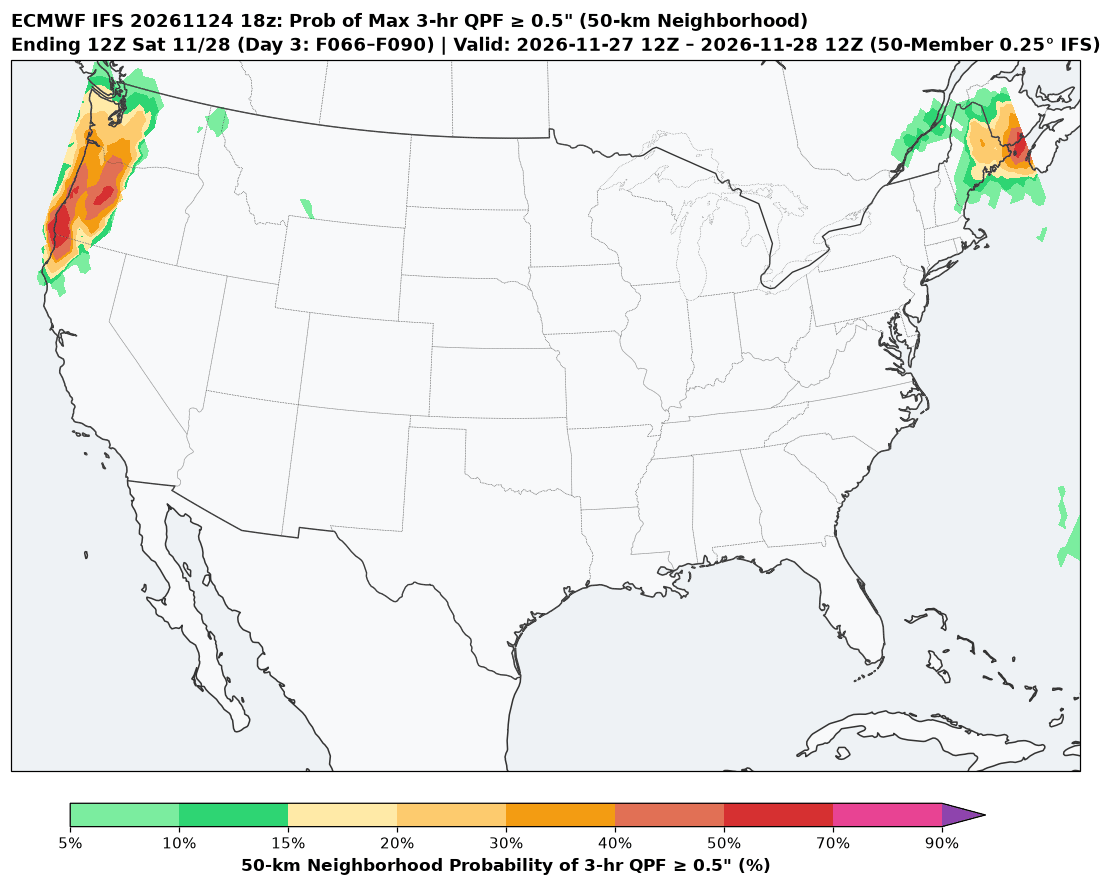 ECMWF IFS 20261124 18z: Prob of Max 3-hr QPF ≥ 0.5" (50-km Neighborhood)
Ending 12Z Sat 11/28 (Day 3: F066–F090) | Valid: 2026-11-27 12Z – 2026-11-28 12Z (50-Member 0.25° IFS)
5% 10% 15% 20% 30% 40% 50% 70% 90%
50-km Neighborhood Probability of 3-hr QPF ≥ 0.5" (%)